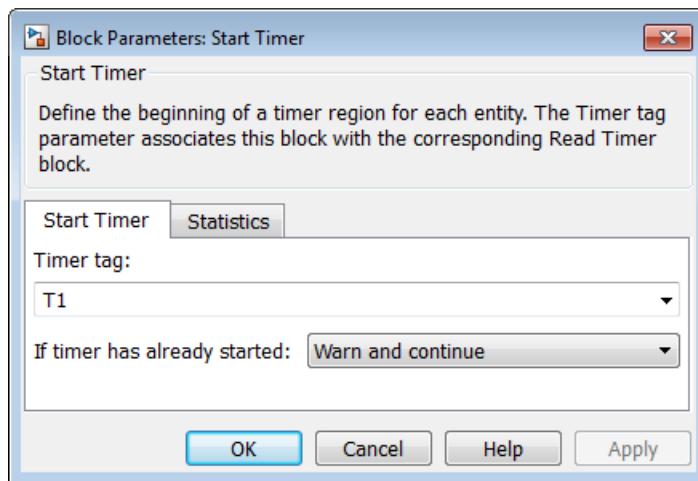 Block Parameters: Start Timer
Start Timer
Define the beginning of a timer region for each entity. The Timer tag
parameter associates this block with the corresponding Read Timer
block.
Start Timer Statistics
Timer tag:
T1
If timer has already started: Warn and continue
OK Cancel Help Apply